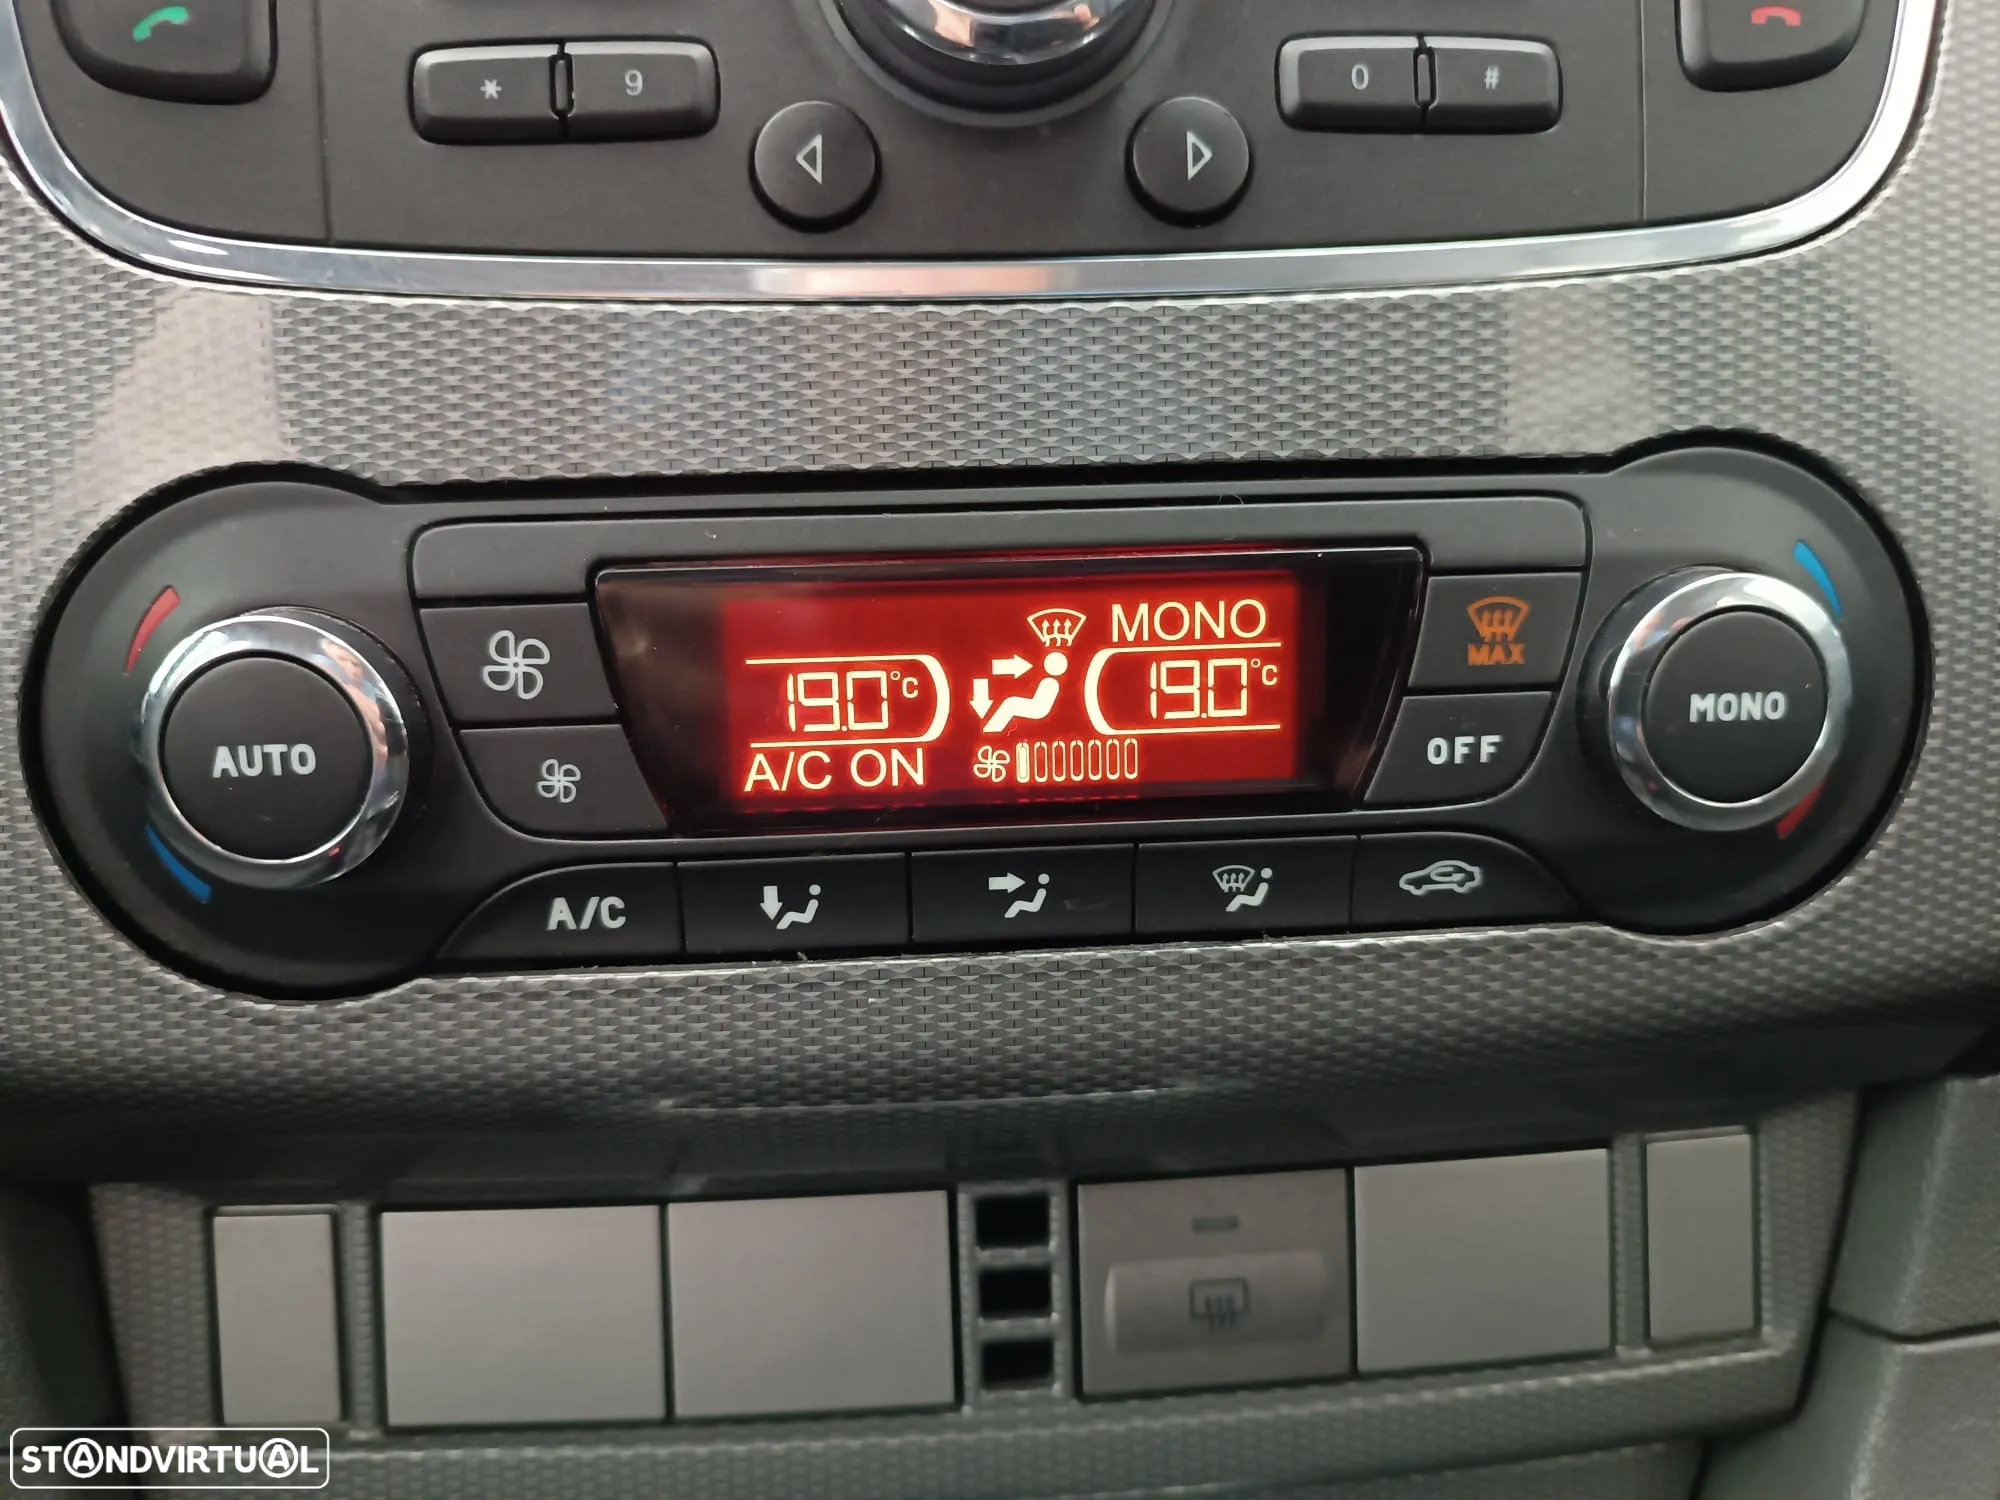 * 9 0 #
MONO
19.0°C 19.0°C
A/C ON
MAX
AUTO
OFF
MONO
A/C
STANDVIRTUAL